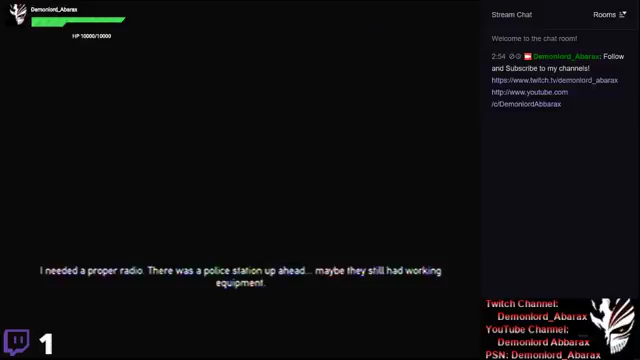 Demonlord_Abarax
HP 10000/10000
I needed a proper radio. There was a police station up ahead... maybe they still had working
equipment.
1
Stream Chat
Rooms
Welcome to the chat room!
2:54 Demonlord_Abarax: Follow
and Subscribe to my channels!
https://www.twitch.tv/demonlord_abarax
http://www.youtube.com
/c/DemonlordAbbarax
Twitch Channel:
Demonlord_Abarax
YouTube Channel:
Demonlord Abbarax
PSN: Demonlord_Abarax